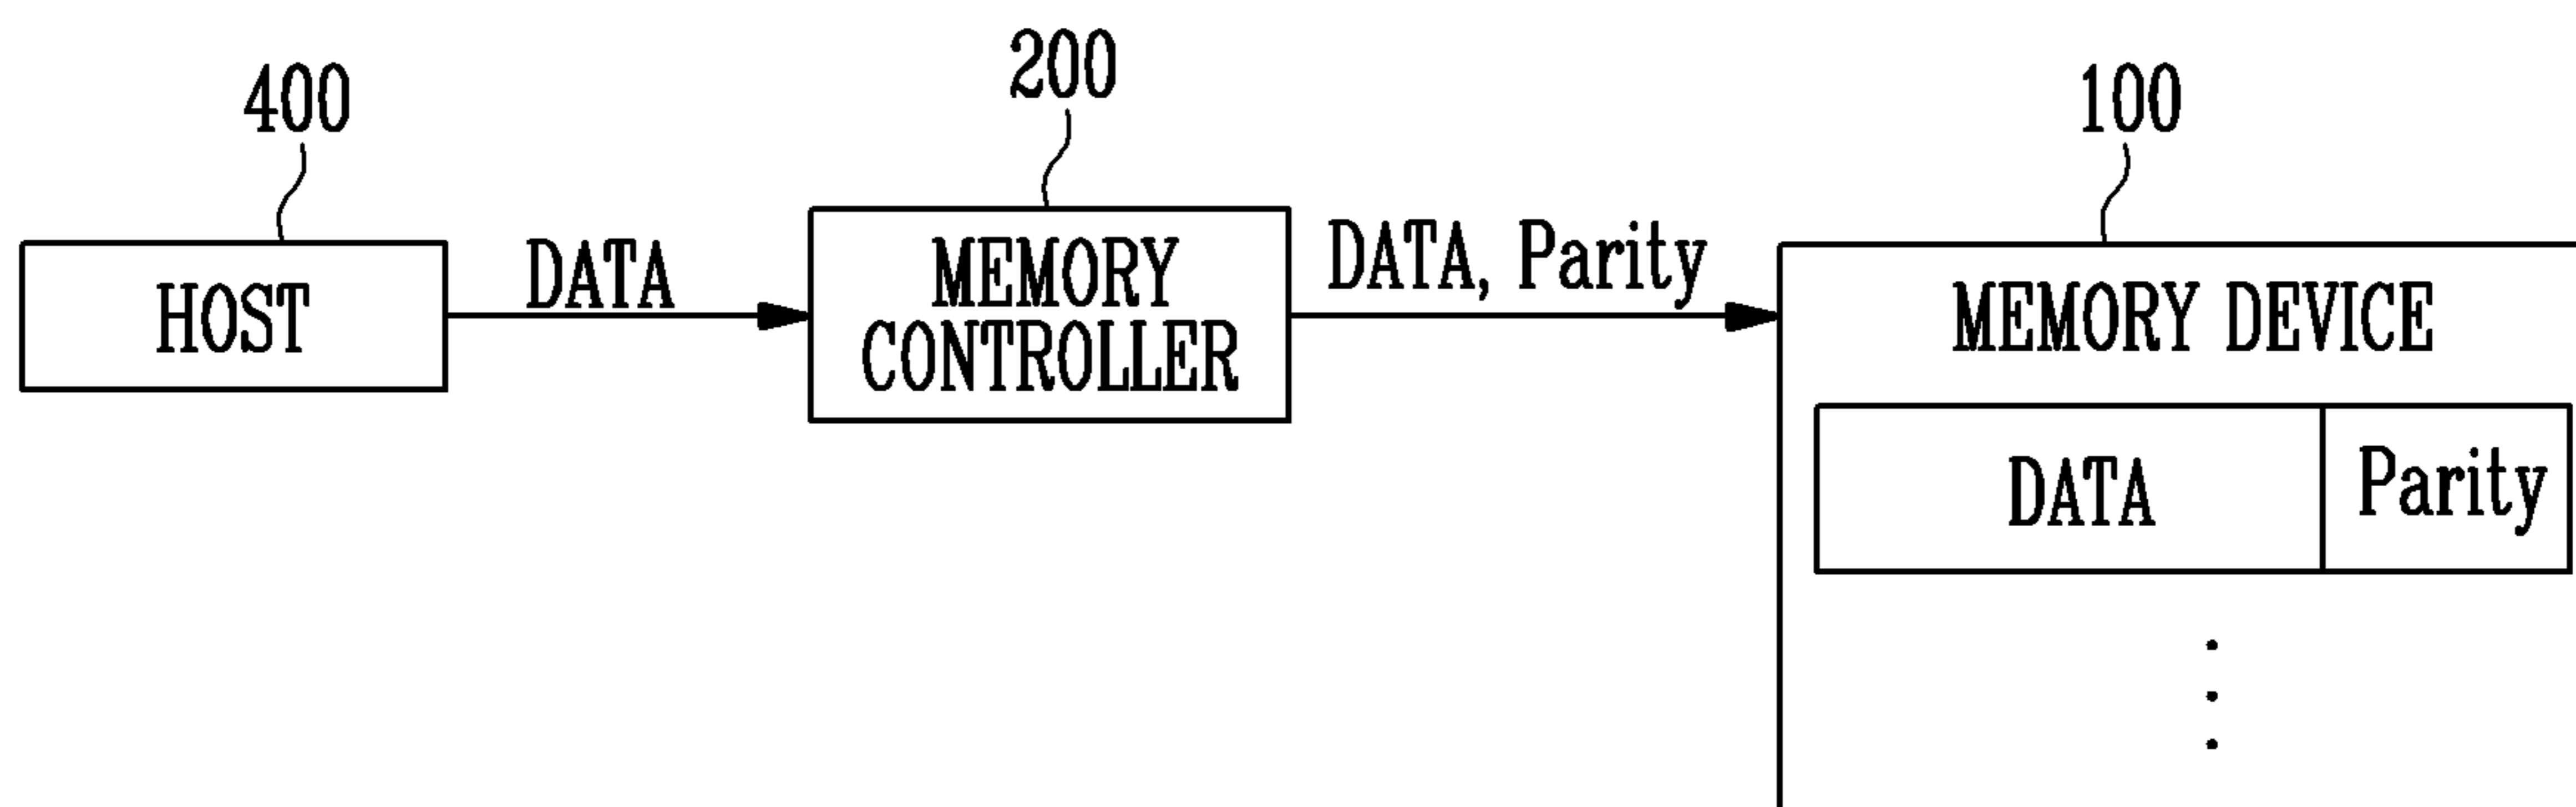 400
200
100
HOST
DATA
MEMORY
CONTROLLER
DATA, Parity
MEMORY DEVICE
DATA
Parity